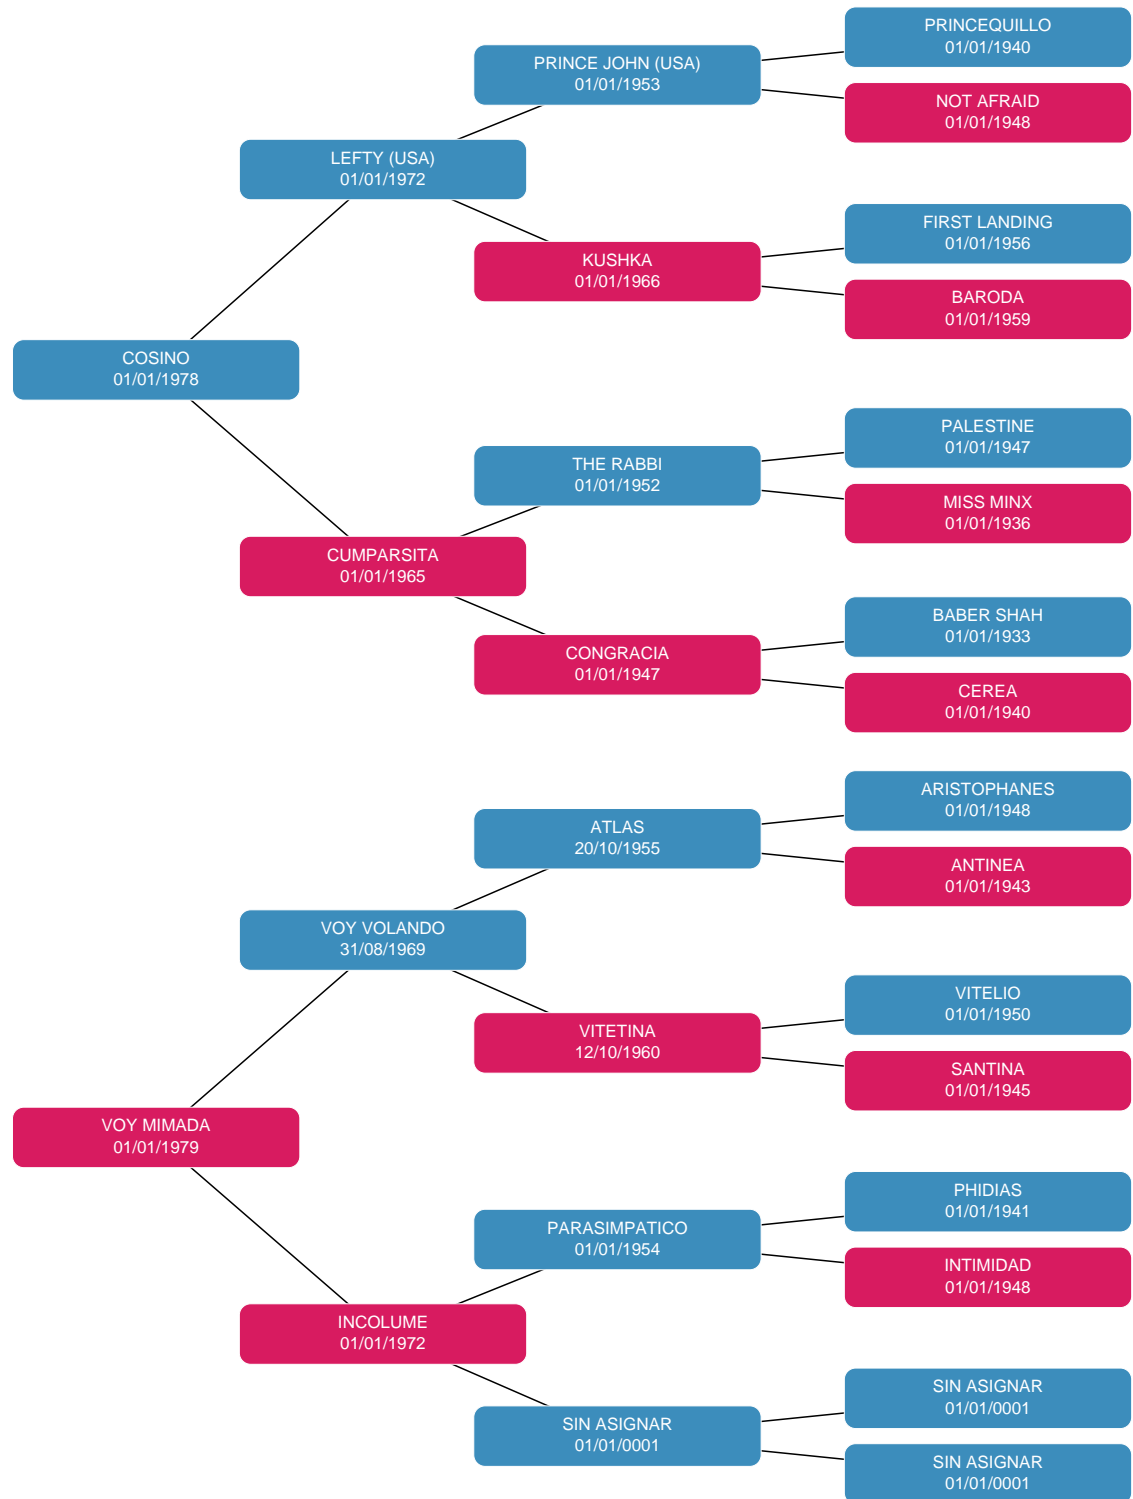 PRINCEQUILLO
01/01/1940
PRINCE JOHN (USA)
01/01/1953
NOT AFRAID
01/01/1948
LEFTY (USA)
01/01/1972
FIRST LANDING
01/01/1956
KUSHKA
01/01/1966
BARODA
01/01/1959
COSINO
01/01/1978
PALESTINE
01/01/1947
THE RABBI
01/01/1952
MISS MINX
01/01/1936
CUMPARSITA
01/01/1965
BABER SHAH
01/01/1933
CONGRACIA
01/01/1947
CEREA
01/01/1940
ARISTOPHANES
01/01/1948
ATLAS
20/10/1955
ANTINEA
01/01/1943
VOY VOLANDO
31/08/1969
VITELIO
01/01/1950
VITETINA
12/10/1960
SANTINA
01/01/1945
VOY MIMADA
01/01/1979
PHIDIAS
01/01/1941
PARASIMPATICO
01/01/1954
INTIMIDAD
01/01/1948
INCOLUME
01/01/1972
SIN ASIGNAR
01/01/0001
SIN ASIGNAR
01/01/0001
SIN ASIGNAR
01/01/0001